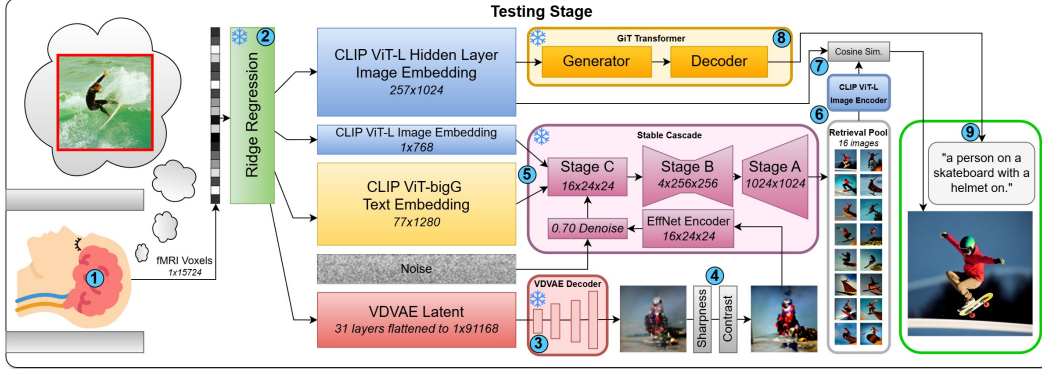 Testing Stage
1
fMRI Voxels
1x15724
2
Ridge Regression
CLIP ViT-L Hidden Layer
Image Embedding
257x1024
CLIP ViT-L Image Embedding
1x768
CLIP ViT-bigG
Text Embedding
77x1280
Noise
VDVAE Latent
31 layers flattened to 1x91168
VDVAE Decoder
3
4
Sharpness
Contrast
5
Stable Cascade
Stage C
16x24x24
Stage B
4x256x256
Stage A
1024x1024
0.70 Denoise
EffNet Encoder
16x24x24
6
Retrieval Pool
16 images
CLIP ViT-L
Image Encoder
7
Cosine Sim.
8
GiT Transformer
Generator
Decoder
9
"a person on a
skateboard with a
helmet on."